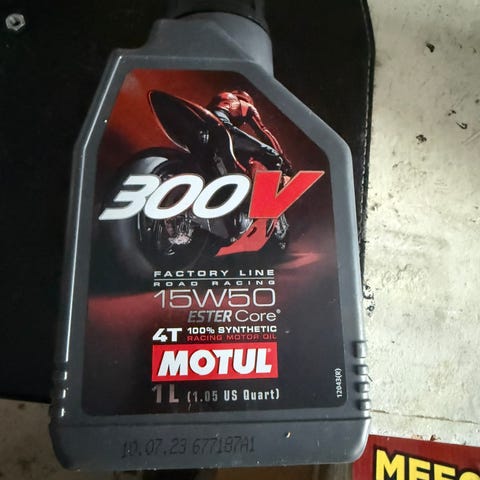 300V
FACTORY LINE
ROAD RACING
15W50
ESTER Core®
4T 100% SYNTHETIC
RACING MOTOR OIL
MOTUL
1L (1.05 US Quart)
12043(R)
10.07.23 677187A1